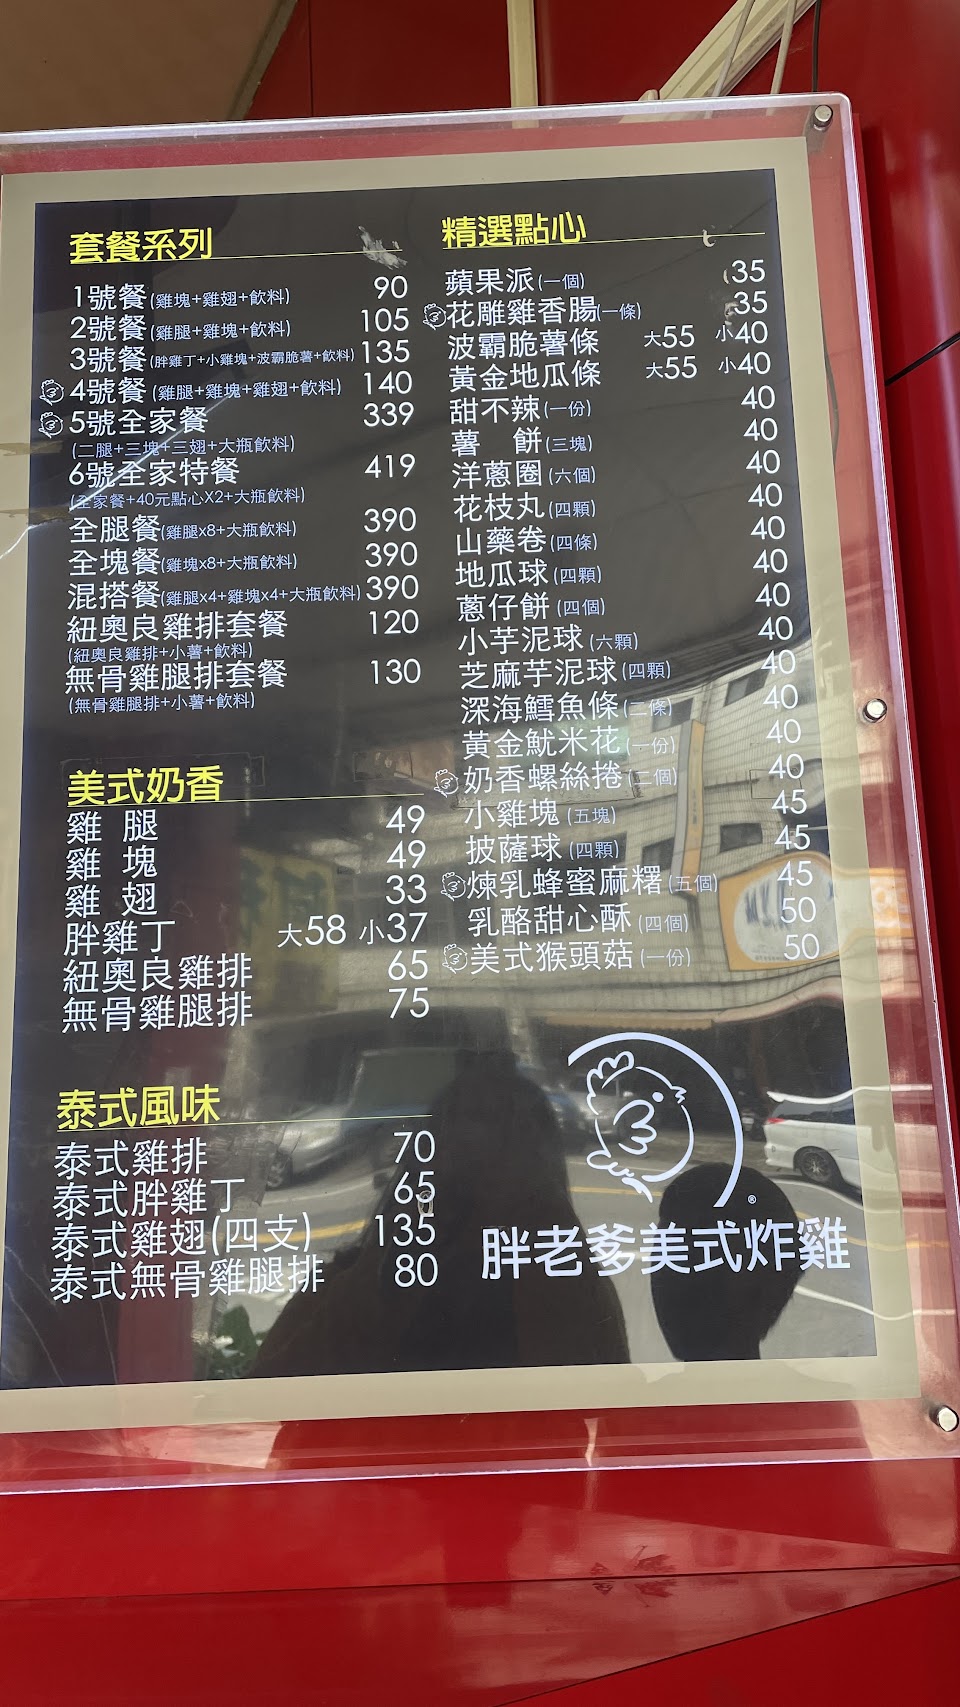 套餐系列
1號餐(雞塊+雞翅+飲料) 90
2號餐(雞腿+雞塊+飲料) 105
3號餐(胖雞丁+小雞塊+波霸脆薯+飲料) 135
4號餐(雞腿+雞塊+雞翅+飲料) 140
5號全家餐 339
(二腿+三塊+三翅+大瓶飲料)
6號全家特餐 419
(全家餐+40元點心X2+大瓶飲料)
全腿餐(雞腿x8+大瓶飲料) 390
全塊餐(雞塊x8+大瓶飲料) 390
混搭餐(雞腿x4+雞塊x4+大瓶飲料) 390
紐奧良雞排套餐 120
(紐奧良雞排+小薯+飲料)
無骨雞腿排套餐 130
(無骨雞腿排+小薯+飲料)
美式奶香
雞 腿 49
雞 塊 49
雞 翅 33
胖雞丁 大58 小37
紐奧良雞排 65
無骨雞腿排 75
泰式風味
泰式雞排 70
泰式胖雞丁 65
泰式雞翅(四支) 135
泰式無骨雞腿排 80
精選點心
蘋果派(一個) 35
花雕雞香腸(一條) 35
波霸脆薯條 大55 小40
黃金地瓜條 大55 小40
甜不辣(一份) 40
薯 餅(三塊) 40
洋蔥圈(六個) 40
花枝丸(四顆) 40
山藥卷(四條) 40
地瓜球(四顆) 40
蔥仔餅(四個) 40
小芋泥球(六顆) 40
芝麻芋泥球(四顆) 40
深海鱈魚條(二條) 40
黃金魷米花(一份) 40
奶香螺絲捲(二個) 40
小雞塊(五塊) 45
披薩球(四顆) 45
煉乳蜂蜜麻糬(五個) 45
乳酪甜心酥(四個) 50
美式猴頭菇(一份) 50
®
胖老爹美式炸雞